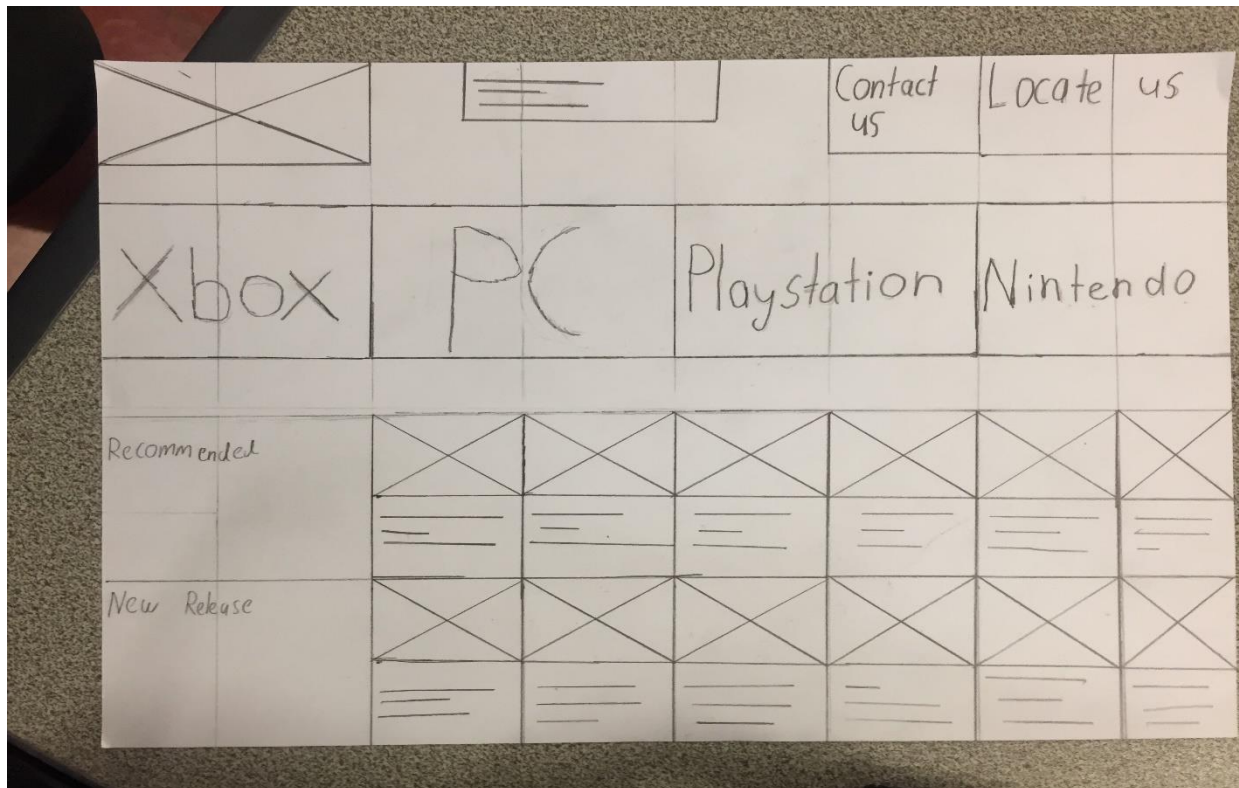 Contact
us
Locate us
Xbox
PC
Playstation
Nintendo
Recommended
New Release